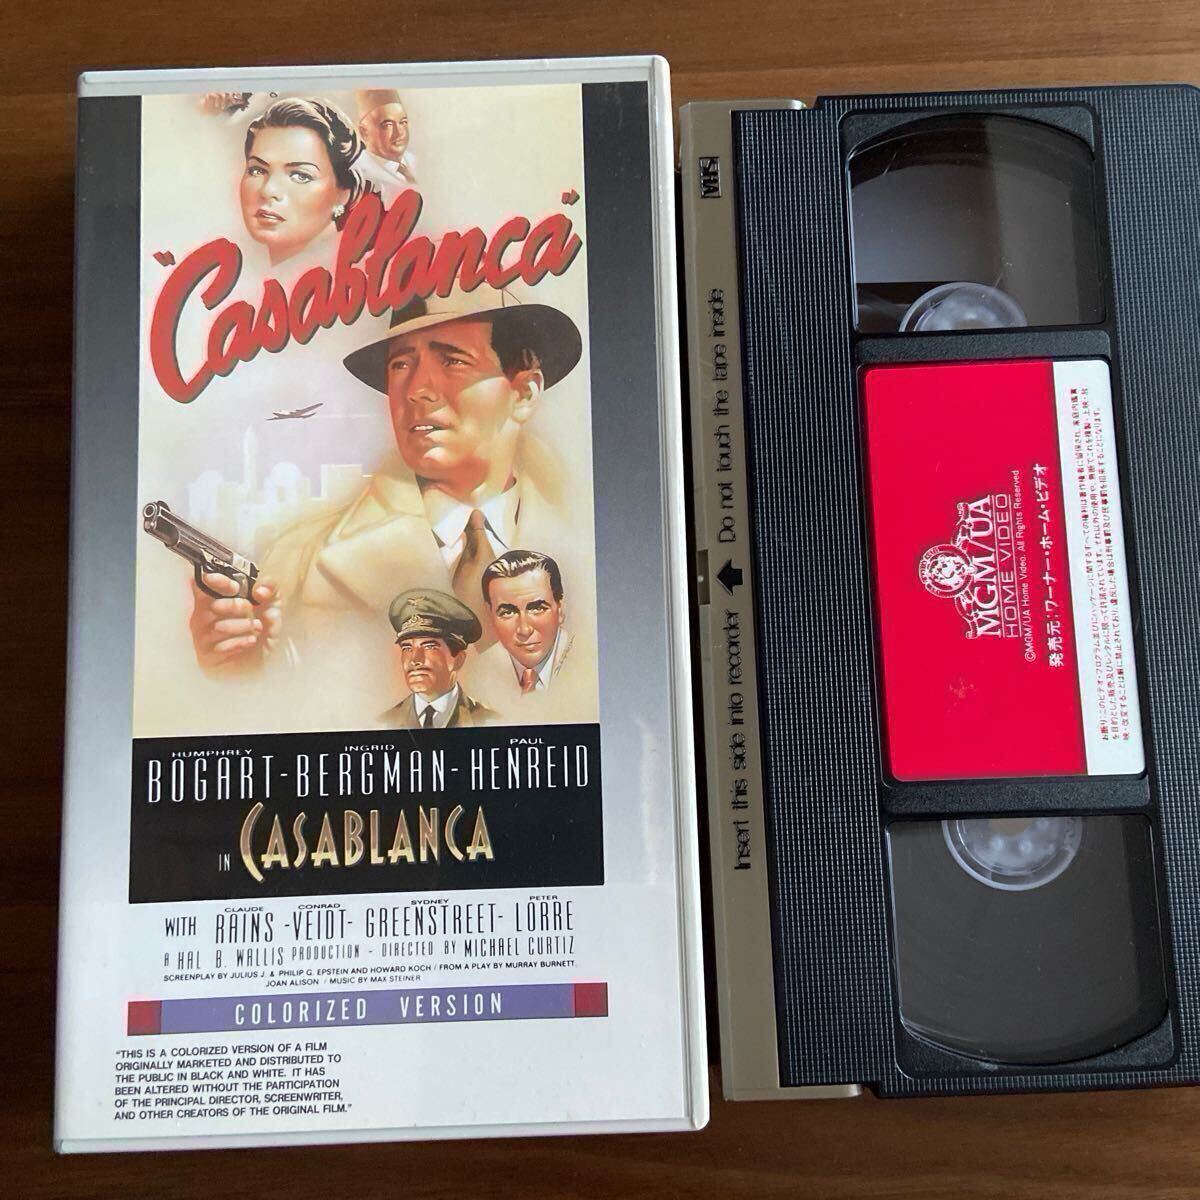 "Casablanca"
HUMPHREY INGRID PAUL
BOGART-BERGMAN-HENREID
IN CASABLANCA
CLAUDE CONRAD SYDNEY PETER
WITH RAINS -VEIDT- GREENSTREET- LORRE
A HAL B. WALLIS PRODUCTION - DIRECTED BY MICHAEL CURTIZ
SCREENPLAY BY JULIUS J. & PHILIP G. EPSTEIN AND HOWARD KOCH / FROM A PLAY BY MURRAY BURNETT
JOAN ALISON / MUSIC BY MAX STEINER
COLORIZED VERSION
"THIS IS A COLORIZED VERSION OF A FILM
ORIGINALLY MARKETED AND DISTRIBUTED TO
THE PUBLIC IN BLACK AND WHITE. IT HAS
BEEN ALTERED WITHOUT THE PARTICIPATION
OF THE PRINCIPAL DIRECTOR, SCREENWRITER,
AND OTHER CREATORS OF THE ORIGINAL FILM."
VHS
Insert this side into recorder Do not touch the tape inside
MGM/UA
HOME VIDEO
©MGM/UA Home Video. All Rights Reserved
発売元:ワーナー・ホーム・ビデオ